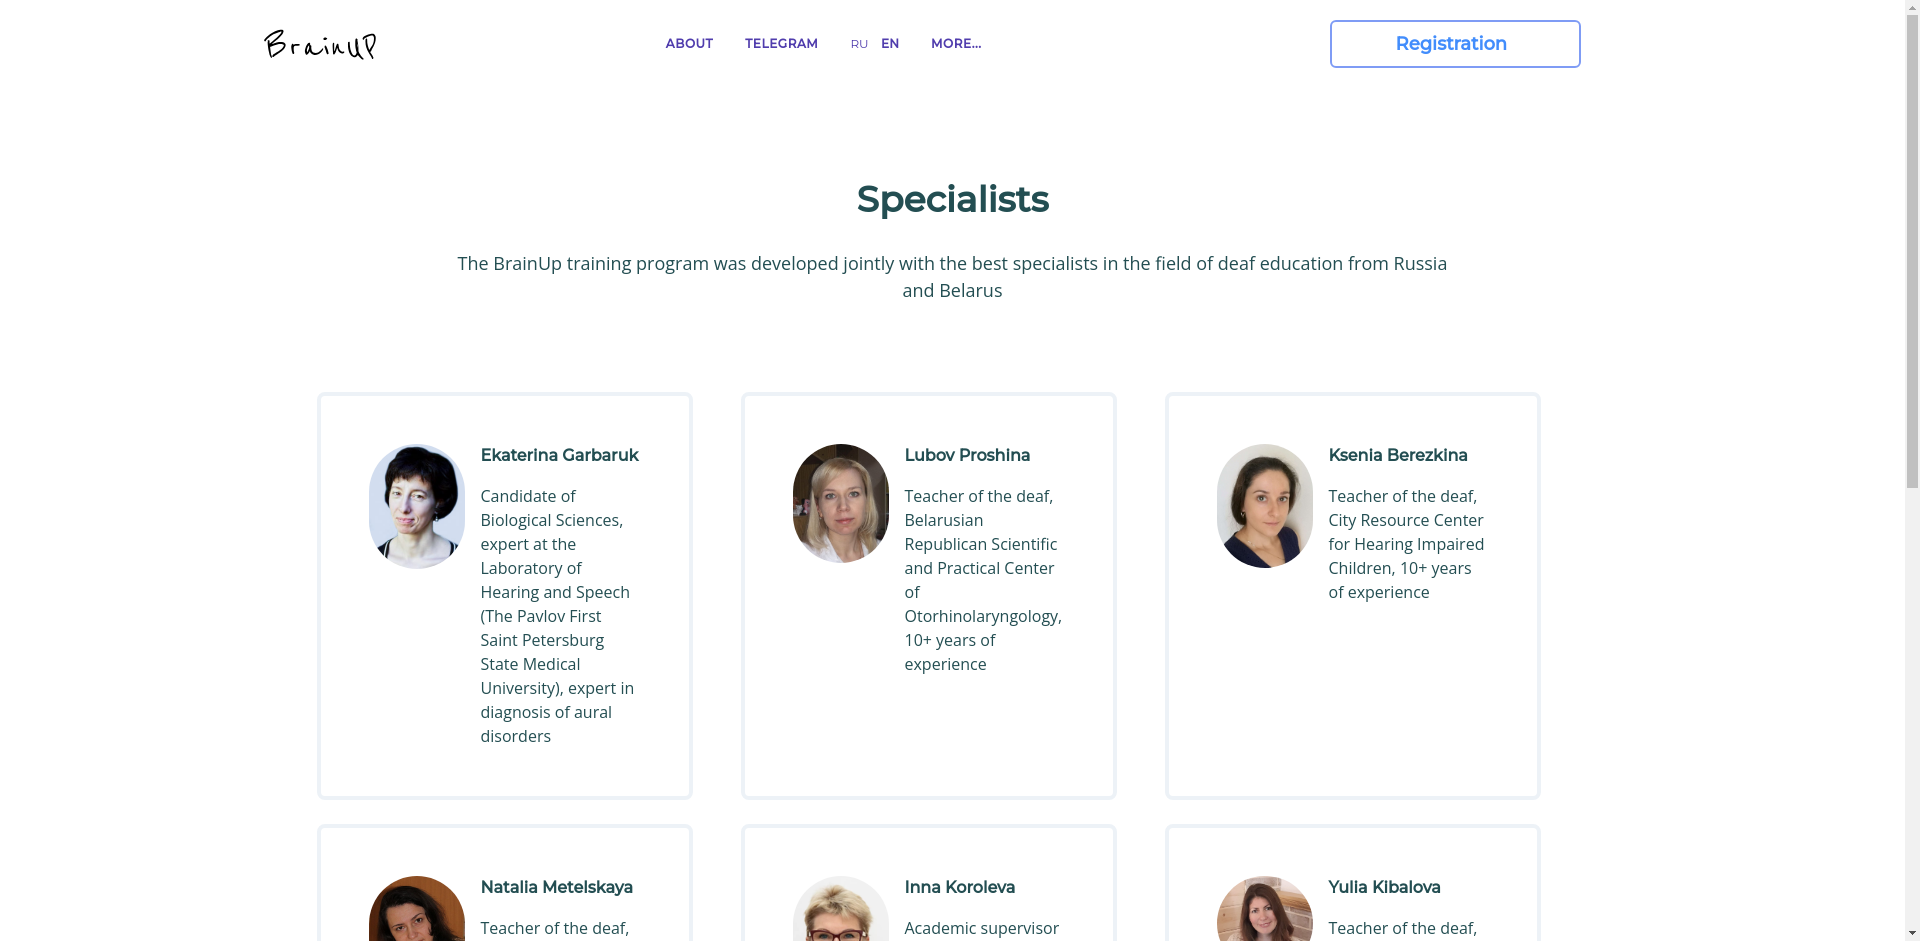 BrainUP
ABOUT
TELEGRAM
RU
EN
MORE...
Registration
Specialists
The BrainUp training program was developed jointly with the best specialists in the field of deaf education from Russia
and Belarus
Ekaterina Garbaruk
Candidate of
Biological Sciences,
expert at the
Laboratory of
Hearing and Speech
(The Pavlov First
Saint Petersburg
State Medical
University), expert in
diagnosis of aural
disorders
Lubov Proshina
Teacher of the deaf,
Belarusian
Republican Scientific
and Practical Center
of
Otorhinolaryngology,
10+ years of
experience
Ksenia Berezkina
Teacher of the deaf,
City Resource Center
for Hearing Impaired
Children, 10+ years
of experience
Natalia Metelskaya
Teacher of the deaf,
Inna Koroleva
Academic supervisor
Yulia Kibalova
Teacher of the deaf,